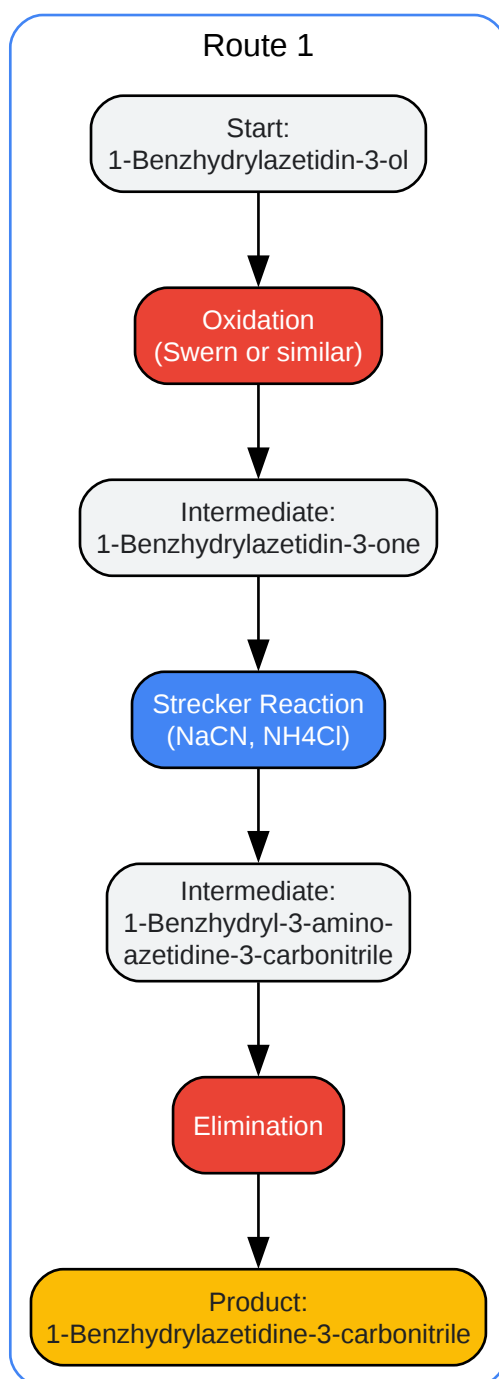 Route 1
Start:
1-Benzhydrylazetidin-3-ol
Oxidation
(Swern or similar)
Intermediate:
1-Benzhydrylazetidin-3-one
Strecker Reaction
(NaCN, NH4Cl)
Intermediate:
1-Benzhydryl-3-amino-
azetidine-3-carbonitrile
Elimination
Product:
1-Benzhydrylazetidine-3-carbonitrile